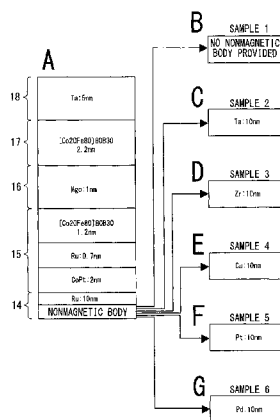 A
18
Ta:5nm
17
[Co20Fe80]80B20
2.2nm
16
MgO:1nm
[Co20Fe80]80B20
1.2nm
15
Ru:0.7nm
CoPt:2nm
14
Ru:10nm
NONMAGNETIC BODY
B
SAMPLE 1
NO NONMAGNETIC
BODY PROVIDED
C
SAMPLE 2
Ta:10nm
D
SAMPLE 3
Zr:10nm
E
SAMPLE 4
:10nm
F
SAMPLE 5
Pt:10nm
G
SAMPLE 6
Pd:10nm